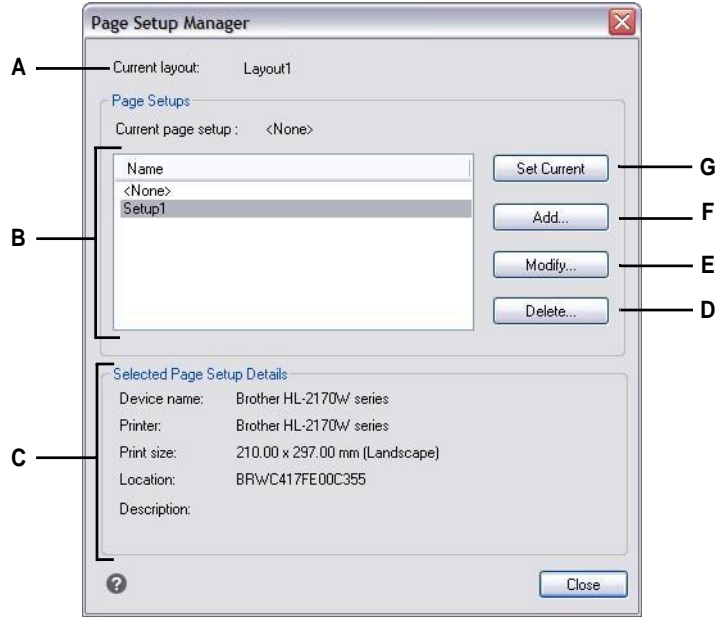 Page Setup Manager
A Current layout: Layout1
Page Setups
Current page setup : <None>
Name
<None>
Setup1
B
Set Current G
Add... F
Modify... E
Delete... D
Selected Page Setup Details
Device name: Brother HL-2170W series
Printer: Brother HL-2170W series
C Print size: 210.00 x 297.00 mm (Landscape)
Location: BRWC417FE00C355
Description:
? Close